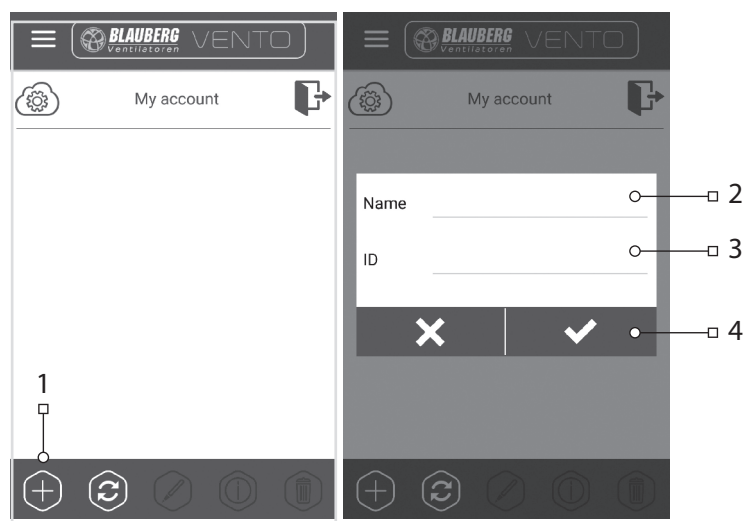 BLAUBERG VENTO
Ventilatoren
My account
1
BLAUBERG VENTO
Ventilatoren
My account
Name
2
ID
3
4